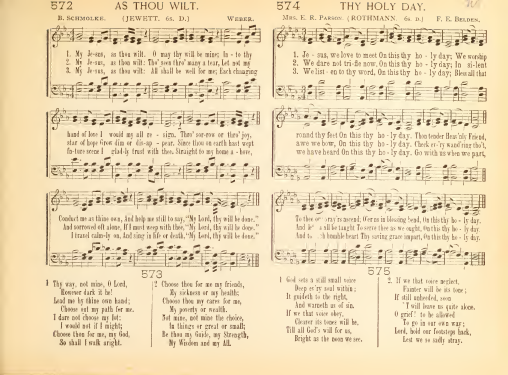 572 AS THOU WILT.
B. SCHMOLKE. (JEWETT. 6s. D.) WEBER.
1. My Je-sus, as thou wilt. O may thy will be mine; In-to thy
2. My Je-sus, as thou wilt: Tho' seen thro' many a tear, Let not my
3. My Je-sus, as thou wilt: All shall be well for me; Each changing
hand of love I would my all re-sign. Thro' sor-row or thro' joy,
star of hope Grow dim or dis-ap-pear. Since thou on earth hast wept
fu-ture scene I glad-ly trust with thee. Straight to my home a-bove,
Conduct me as thine own, And help me still to say, "My Lord, thy will be done."
And sorrowed oft alone, If I must weep with thee, "My Lord, thy will be done."
I travel calm-ly on, And sing in life or death, "My Lord, thy will be done."
573
1 Thy way, not mine, O Lord,
However dark it be!
Lead me by thine own hand;
Choose out my path for me.
I dare not choose my lot:
I would not if I might;
Choose thou for me, my God,
So shall I walk aright.
2 Choose thou for me my friends,
My sickness or my health;
Choose thou my cares for me,
My poverty or wealth.
Not mine, not mine the choice,
In things or great or small;
Be thou my Guide, my Strength,
My Wisdom and my All.
574 THY HOLY DAY.
MRS. E. R. PARSON (ROTHMANN. 6s. D.) F. E. BELDEN.
1. Je-sus, we love to meet On this thy ho-ly day; We worship
2. We dare not tri-fle now, On this thy ho-ly day; In si-lent
3. We list-en to thy word, On this thy ho-ly day; Bless all that
round thy feet On this thy ho-ly day. Thou tender Heav'nly Friend,
awe we bow, On this thy ho-ly day. Check ev'ry wand'ring tho't,
we have heard On this thy ho-ly day. Go with us when we part,
To thee our pray'rs ascend; O'er us in blessing bend, On this thy ho-ly day.
And let us all be taught To serve thee as we ought, On this thy ho-ly day.
And to humble heart Thy saving grace impart, On this thy ho-ly day.
575
1 God sets a still small voice
Deep ev'ry soul within;
It guideth to the right,
And warneth us of sin.
If we that voice obey,
Clearer its tones will be,
Till all God's will for us,
Bright as the noon we see.
2. If we that voice neglect,
Fainter will be its tone;
If still unheeded, soon
'T will leave us quite alone.
O grief! to be allowed
To go in our own way;
Lord, hold our footsteps back,
Lest we so sadly stray.